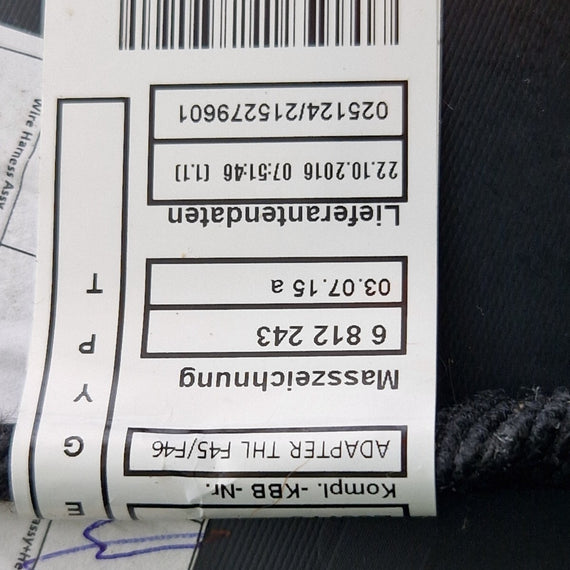 Kompl. -KBB -Nr.
ADAPTER THL F45/F46
Masszeichnung
6 812 243
03.07.15 a
Lieferantendaten
22.10.2016 07:51:46 [1.1]
025124/215279601
E
G
Y
P
T
Wire Harness Assy